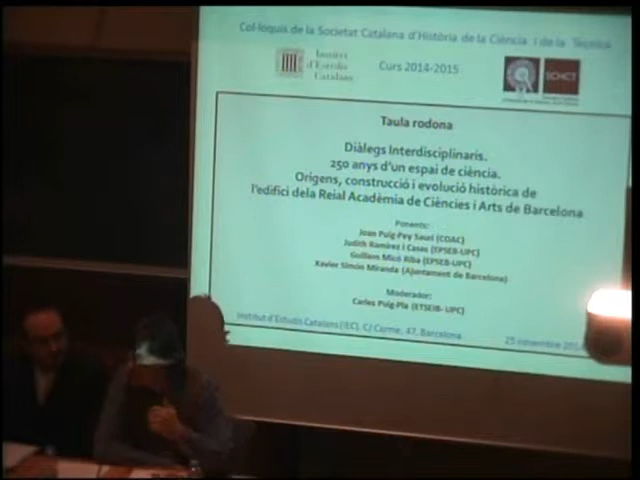 Col·loquis de la Societat Catalana d'Història de la Ciència i de la Tècnica
Institut
d'Estudis
Catalans
Curs 2014-2015
SCHCT
Taula rodona
Diàlegs Interdisciplinaris.
250 anys d'un espai de ciència.
Orígens, construcció i evolució històrica de
l'edifici dela Reial Acadèmia de Ciències i Arts de Barcelona
Ponents:
Joan Puig-Pey Saurí (COAC)
Judith Ramírez i Casas (EPSEB-UPC)
Guillem Micó Riba (EPSEB-UPC)
Xavier Simón Miranda (Ajuntament de Barcelona)
Moderador:
Carles Puig-Pla (ETSEIB- UPC)
Institut d'Estudis Catalans (IEC), C/ Carme, 47, Barcelona
25 novembre